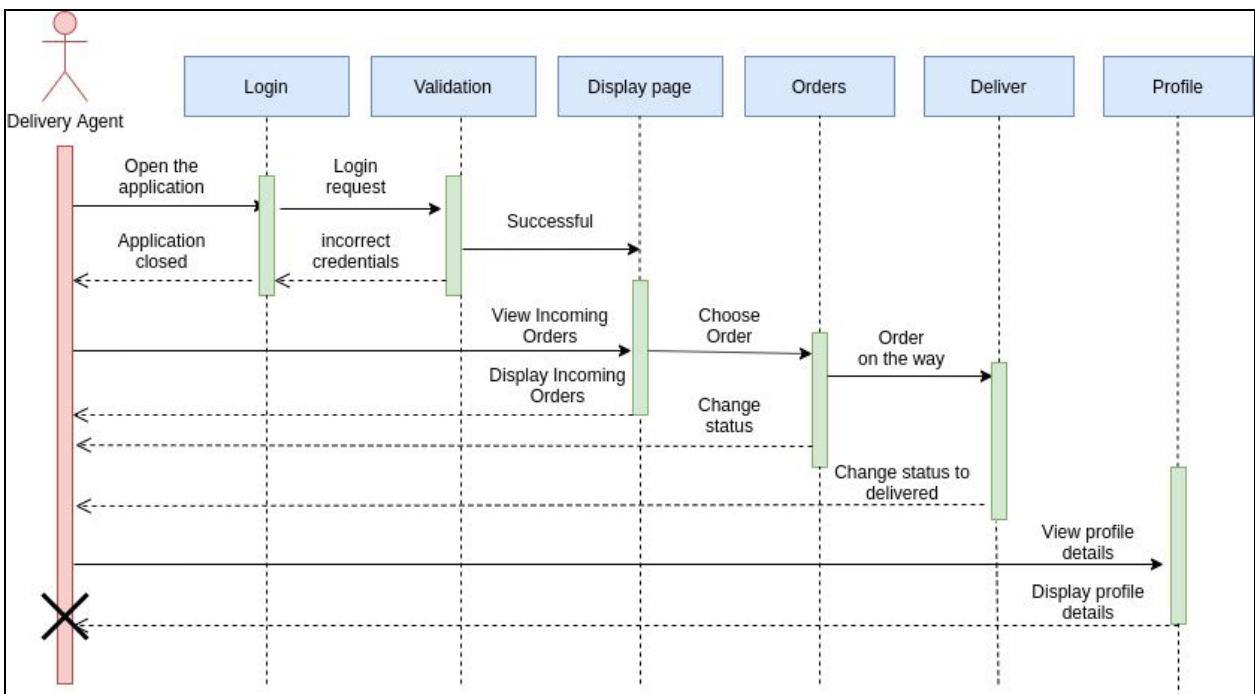 Login
Validation
Display page
Orders
Deliver
Profile
Delivery Agent
Open the
application
Login
request
Successful
Application
closed
incorrect
credentials
View Incoming
Orders
Choose
Order
Order
on the way
Display Incoming
Orders
Change
status
Change status to
delivered
View profile
details
Display profile
details